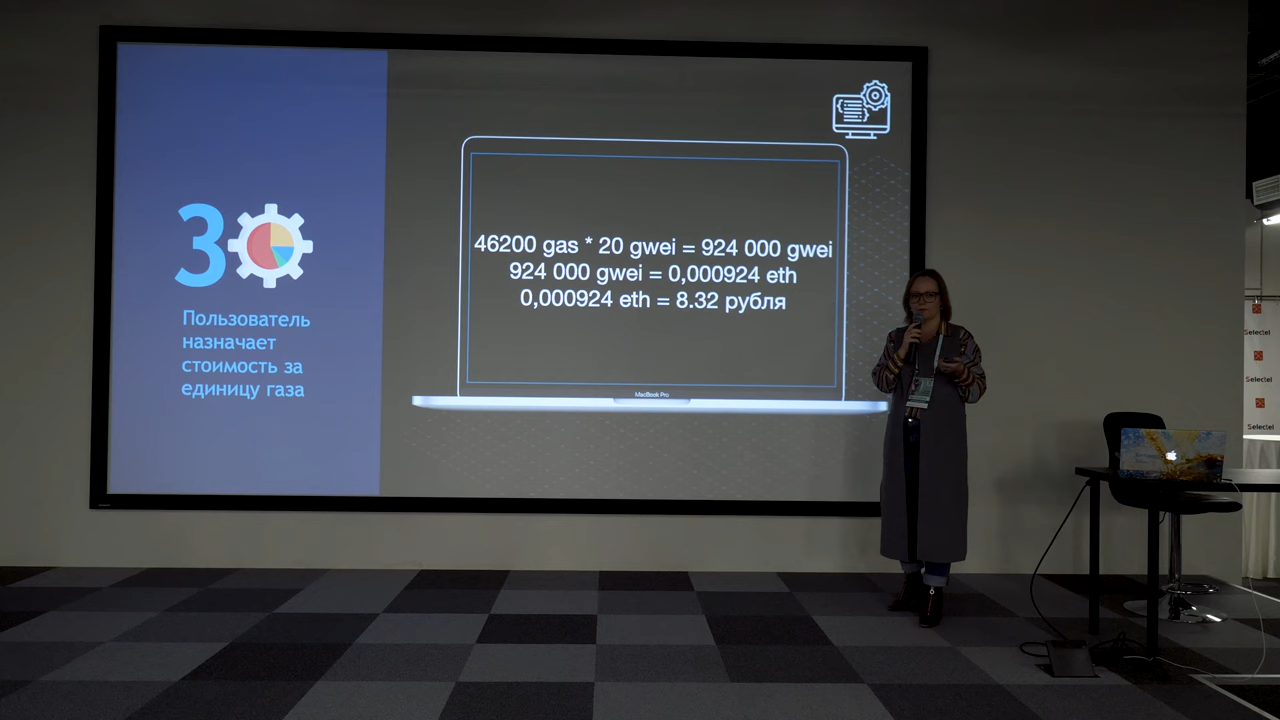 30
Пользователь
назначает
стоимость за
единицу газа
46200 gas * 20 gwei = 924 000 gwei
924 000 gwei = 0,000924 eth
0,000924 eth = 8.32 рубля
MacBook Pro
Selectel
Selectel
Selectel